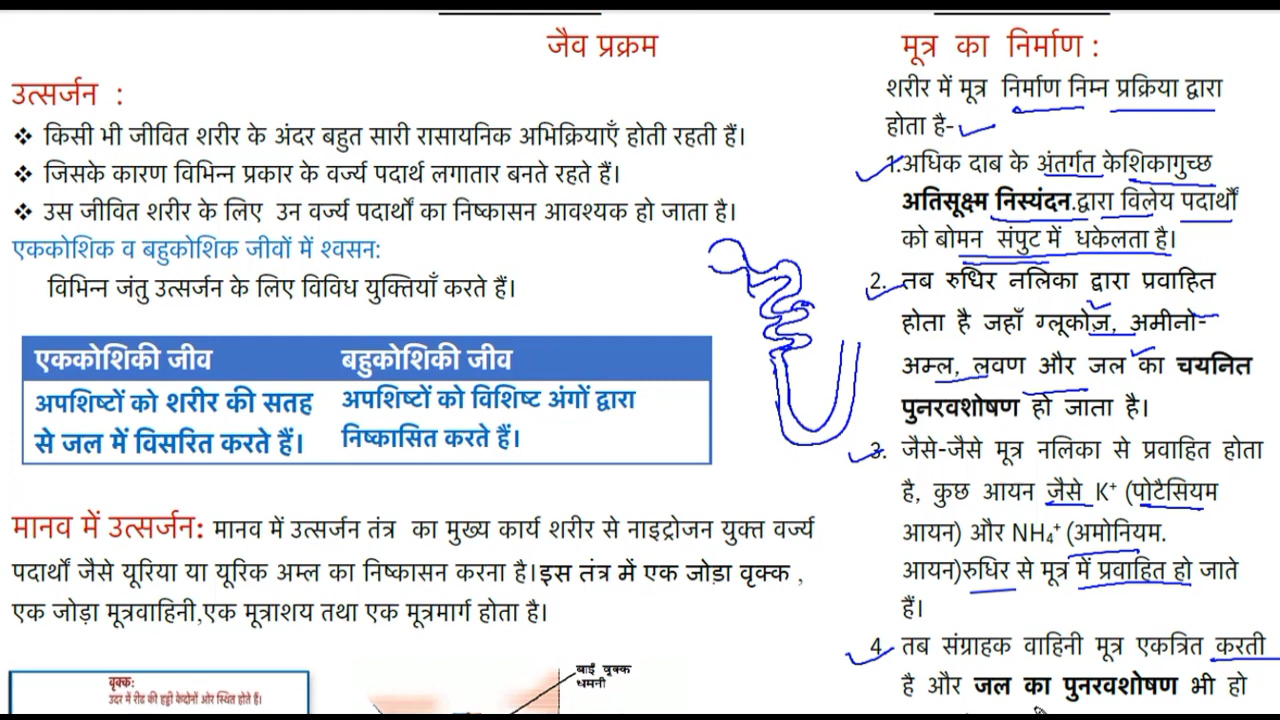 जैव प्रक्रम
उत्सर्जन :
❖ किसी भी जीवित शरीर के अंदर बहुत सारी रासायनिक अभिक्रियाएँ होती रहती हैं।
❖ जिसके कारण विभिन्न प्रकार के वर्ज्य पदार्थ लगातार बनते रहते हैं।
❖ उस जीवित शरीर के लिए उन वर्ज्य पदार्थों का निष्कासन आवश्यक हो जाता है।
एककोशिक व बहुकोशिक जीवों में श्वसन:
विभिन्न जंतु उत्सर्जन के लिए विविध युक्तियाँ करते हैं।
एककोशिकी जीव बहुकोशिकी जीव
अपशिष्टों को शरीर की सतह अपशिष्टों को विशिष्ट अंगों द्वारा
से जल में विसरित करते हैं। निष्कासित करते हैं।
मानव में उत्सर्जन: मानव में उत्सर्जन तंत्र का मुख्य कार्य शरीर से नाइट्रोजन युक्त वर्ज्य
पदार्थों जैसे यूरिया या यूरिक अम्ल का निष्कासन करना है।इस तंत्र में एक जोड़ा वृक्क ,
एक जोड़ा मूत्रवाहिनी,एक मूत्राशय तथा एक मूत्रमार्ग होता है।
वृक्क:
उदर में रीढ की हड्डी केदोनों ओर स्थित होते हैं।
बाईं वृक्क
धमनी
मूत्र का निर्माण :
शरीर में मूत्र निर्माण निम्न प्रक्रिया द्वारा
होता है-
1.अधिक दाब के अंतर्गत केशिकागुच्छ
अतिसूक्ष्म निस्यंदन.द्वारा विलेय पदार्थों
को बोमन संपुट में धकेलता है।
2. तब रुधिर नलिका द्वारा प्रवाहित
होता है जहाँ ग्लूकोज़, अमीनो-
अम्ल, लवण और जल का चयनित
पुनरवशोषण हो जाता है।
3. जैसे-जैसे मूत्र नलिका से प्रवाहित होता
है, कुछ आयन जैसे K⁺ (पोटैसियम
आयन) और NH₄⁺ (अमोनियम.
आयन)रुधिर से मूत्र में प्रवाहित हो जाते
हैं।
4. तब संग्राहक वाहिनी मूत्र एकत्रित करती
है और जल का पुनरवशोषण भी हो